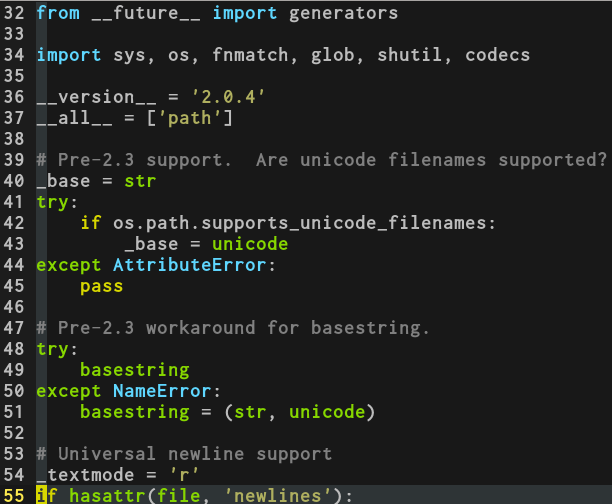 32 from __future__ import generators
33
34 import sys, os, fnmatch, glob, shutil, codecs
35
36 __version__ = '2.0.4'
37 __all__ = ['path']
38
39 # Pre-2.3 support.  Are unicode filenames supported?
40 _base = str
41 try:
42     if os.path.supports_unicode_filenames:
43         _base = unicode
44 except AttributeError:
45     pass
46
47 # Pre-2.3 workaround for basestring.
48 try:
49     basestring
50 except NameError:
51     basestring = (str, unicode)
52
53 # Universal newline support
54 _textmode = 'r'
55 if hasattr(file, 'newlines'):